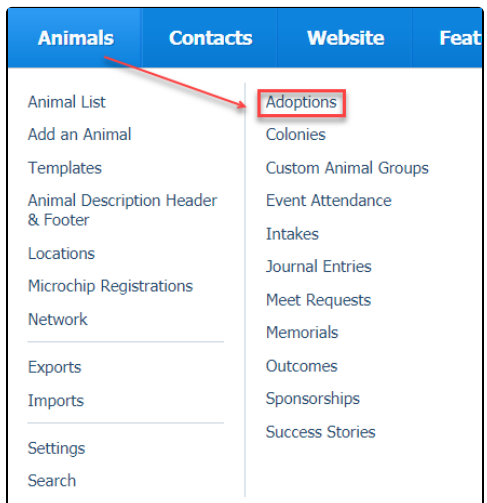 Animals Contacts Website Feat
Animal List
Add an Animal
Templates
Animal Description Header
& Footer
Locations
Microchip Registrations
Network
Exports
Imports
Settings
Search
Adoptions
Colonies
Custom Animal Groups
Event Attendance
Intakes
Journal Entries
Meet Requests
Memorials
Outcomes
Sponsorships
Success Stories